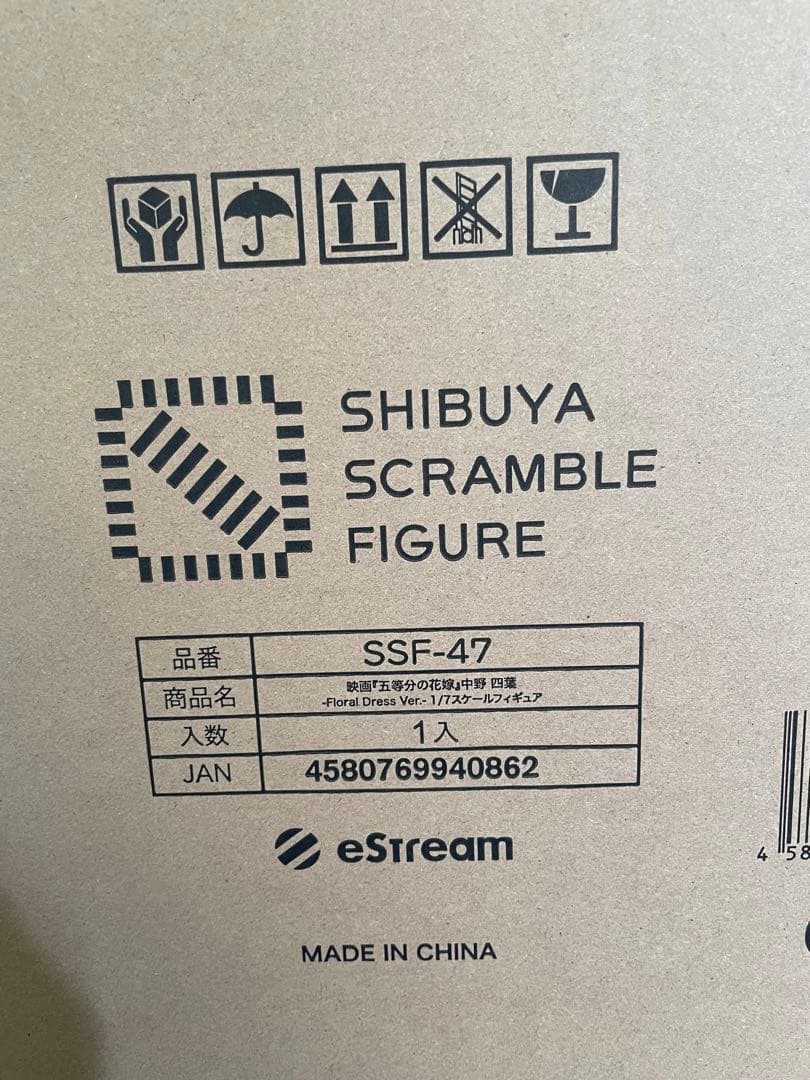 SHIBUYA
SCRAMBLE
FIGURE
品番 SSF-47
商品名 映画『五等分の花嫁』中野 四葉
-Floral Dress Ver.- 1/7スケールフィギュア
入数 1入
JAN 4580769940862
eStream
MADE IN CHINA
4 58